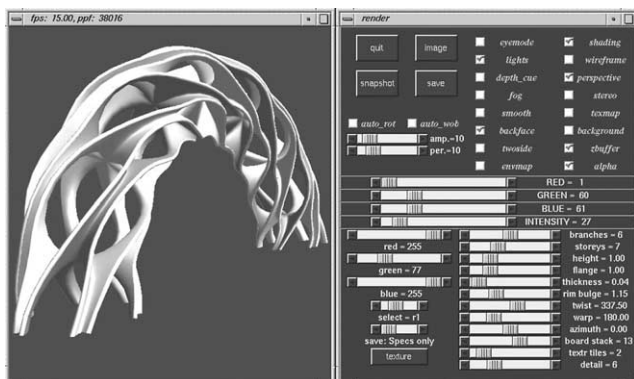 fps: 15.00, ppf: 38016
render
quit
image
eyemode
shading
lights
wireframe
snapshot
save
depth_cue
perspective
fog
stereo
smooth
texmap
auto_rot
auto_wob
backface
background
amp.=10
twoside
zbuffer
per.=10
envmap
alpha
RED = 1
GREEN = 60
BLUE = 61
INTENSITY = 27
branches = 6
red = 255
storeys = 7
height = 1.00
green = 77
flange = 1.00
thickness = 0.04
blue = 255
rim bulge = 1.15
twist = 337.50
select = r1
warp = 180.00
azimuth = 0.00
save: Specs only
board stack = 13
texture
textr tiles = 2
detail = 6